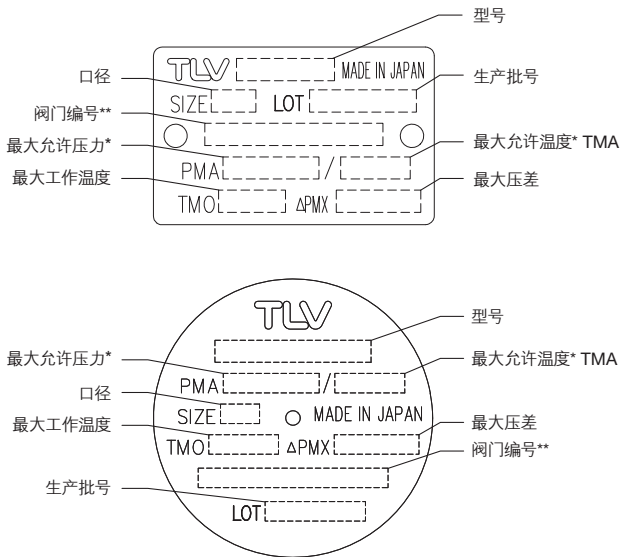 型号
TLV MADE IN JAPAN
口径 生产批号
SIZE LOT
阀门编号**
最大允许压力* 最大允许温度* TMA
PMA /
最大工作温度 最大压差
TMO ΔPMX
TLV
型号
最大允许压力* 最大允许温度* TMA
PMA /
口径
SIZE MADE IN JAPAN
最大工作温度 最大压差
TMO ΔPMX
阀门编号**
生产批号
LOT